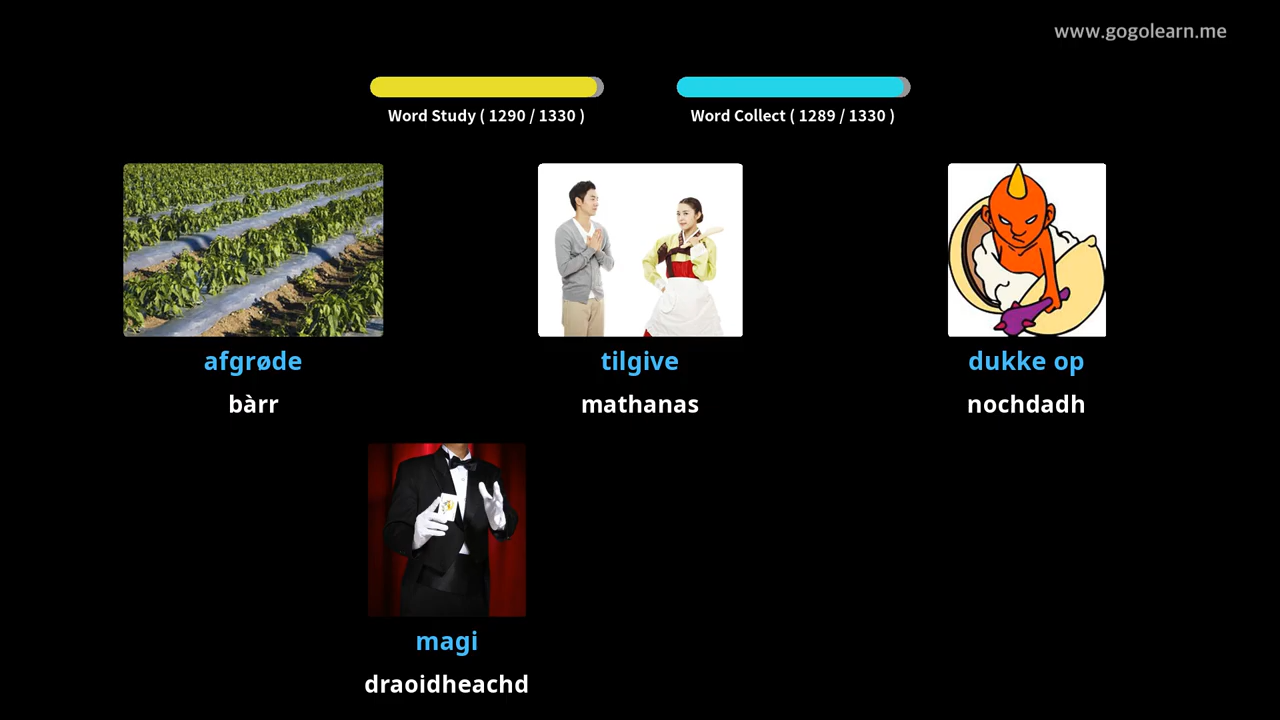 www.gogolearn.me
Word Study ( 1290 / 1330 )
Word Collect ( 1289 / 1330 )
afgrøde
bàrr
tilgive
mathanas
dukke op
nochdadh
magi
draoidheachd